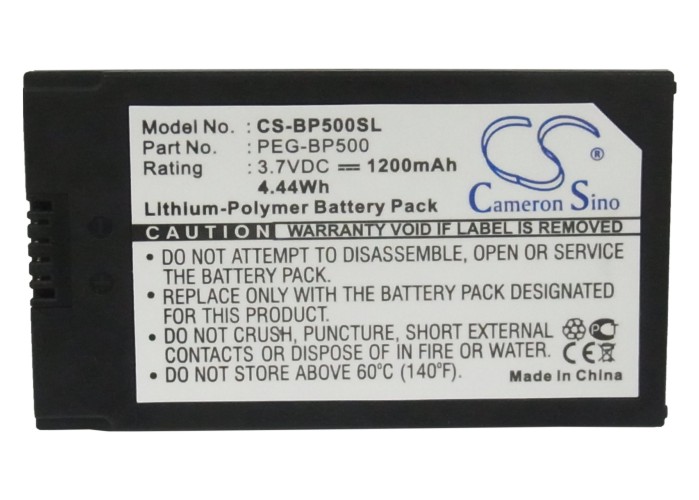 Model No.: CS-BP500SL
Part No. : PEG-BP500
Rating : 3.7VDC 1200mAh
4.44Wh
Lithium-Polymer Battery Pack
CS ®
Cameron Sino
CAUTION WARRANTY VOID IF LABEL IS REMOVED
• DO NOT ATTEMPT TO DISASSEMBLE, OPEN OR SERVICE
THE BATTERY PACK.
• REPLACING WITH THE BATTERY PACK DESIGNATED FOR
THIS DEVICE ONLY.
• DO NOT CRUSH, PUNCTURE, SHORT EXTERNAL
CONTACTS OR DISPOSE IN FIRE OR WATER.
• DO NOT STORE ABOVE 60°C (140°F).
CE
Made in China